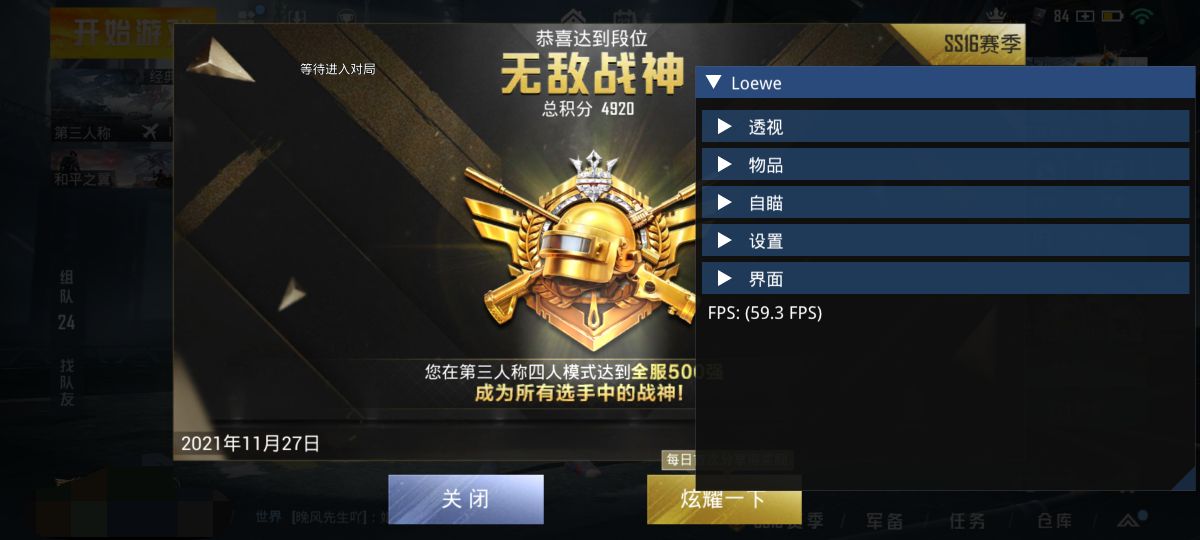 开始游戏
84
恭喜达到段位
SS16赛季
无敌战神
等待进入对局
总积分 4920
Loewe
经典
透视
第三人称
物品
和平之翼
自瞄
设置
组队
24
找队友
界面
FPS: (59.3 FPS)
您在第三人称四人模式达到全服500强
成为所有选手中的战神!
2021年11月27日
每日
关闭
炫耀一下
世界 [晚风先生吖]:
SS16赛季 / 军备 / 任务 / 仓库 /